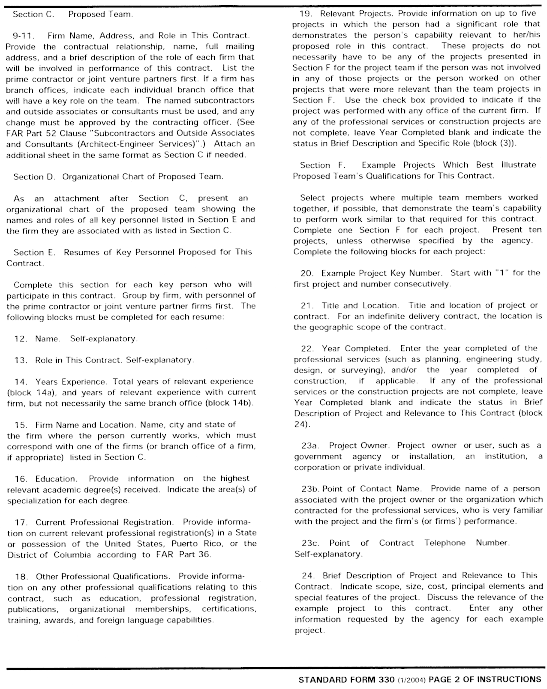 Section C. Proposed Team.
9-11. Firm Name, Address, and Role in This Contract.
Provide the contractual relationship, name, full mailing
address, and a brief description of the role of each firm that
will be involved in performance of this contract. List the
prime contractor or joint venture partners first. If a firm has
branch offices, indicate each individual branch office that
will have a key role on the team. The named subcontractors
and outside associates or consultants must be used, and any
change must be approved by the contracting officer. (See
FAR Part 52 Clause "Subcontractors and Outside Associates
and Consultants (Architect-Engineer Services)".) Attach an
additional sheet in the same format as Section C if needed.
Section D. Organizational Chart of Proposed Team.
As an attachment after Section C, present an
organizational chart of the proposed team showing the
names and roles of all key personnel listed in Section E and
the firm they are associated with as listed in Section C.
Section E. Resumes of Key Personnel Proposed for This
Contract.
Complete this section for each key person who will
participate in this contract. Group by firm, with personnel of
the prime contractor or joint venture partner firms first. The
following blocks must be completed for each resume:
12. Name. Self-explanatory.
13. Role in This Contract. Self-explanatory.
14. Years Experience. Total years of relevant experience
(block 14a), and years of relevant experience with current
firm, but not necessarily the same branch office (block 14b).
15. Firm Name and Location. Name, city and state of
the firm where the person currently works, which must
correspond with one of the firms (or branch office of a firm,
if appropriate) listed in Section C.
16. Education. Provide information on the highest
relevant academic degree(s) received. Indicate the area(s) of
specialization for each degree.
17. Current Professional Registration. Provide informa-
tion on current relevant professional registration(s) in a State
or possession of the United States, Puerto Rico, or the
District of Columbia according to FAR Part 36.
18. Other Professional Qualifications. Provide informa-
tion on any other professional qualifications relating to this
contract, such as education, professional registration,
publications, organizational memberships, certifications,
training, awards, and foreign language capabilities.
19. Relevant Projects. Provide information on up to five
projects in which the person had a significant role that
demonstrates the person's capability relevant to her/his
proposed role in this contract. These projects do not
necessarily have to be any of the projects presented in
Section F for the project team if the person was not involved
in any of those projects or the person worked on other
projects that were more relevant than the team projects in
Section F. Use the check box provided to indicate if the
project was performed with any office of the current firm. If
any of the professional services or construction projects are
not complete, leave Year Completed blank and indicate the
status in Brief Description and Specific Role (block (3)).
Section F. Example Projects Which Best Illustrate
Proposed Team's Qualifications for This Contract.
Select projects where multiple team members worked
together, if possible, that demonstrate the team's capability
to perform work similar to that required for this contract.
Complete one Section F for each project. Present ten
projects, unless otherwise specified by the agency.
Complete the following blocks for each project:
20. Example Project Key Number. Start with "1" for the
first project and number consecutively.
21. Title and Location. Title and location of project or
contract. For an indefinite delivery contract, the location is
the geographic scope of the contract.
22. Year Completed. Enter the year completed of the
professional services (such as planning, engineering study,
design, or surveying), and/or the year completed of
construction, if applicable. If any of the professional
services or the construction projects are not complete, leave
Year Completed blank and indicate the status in Brief
Description of Project and Relevance to This Contract (block
24).
23a. Project Owner. Project owner or user, such as a
government agency or installation, an institution, a
corporation or private individual.
23b. Point of Contact Name. Provide name of a person
associated with the project owner or the organization which
contracted for the professional services, who is very familiar
with the project and the firm's (or firms') performance.
23c. Point of Contact Telephone Number.
Self-explanatory.
24. Brief Description of Project and Relevance to This
Contract. Indicate scope, size, cost, principal elements and
special features of the project. Discuss the relevance of the
example project to this contract. Enter any other
information requested by the agency for each example
project.
STANDARD FORM 330 (1/2004) PAGE 2 OF INSTRUCTIONS